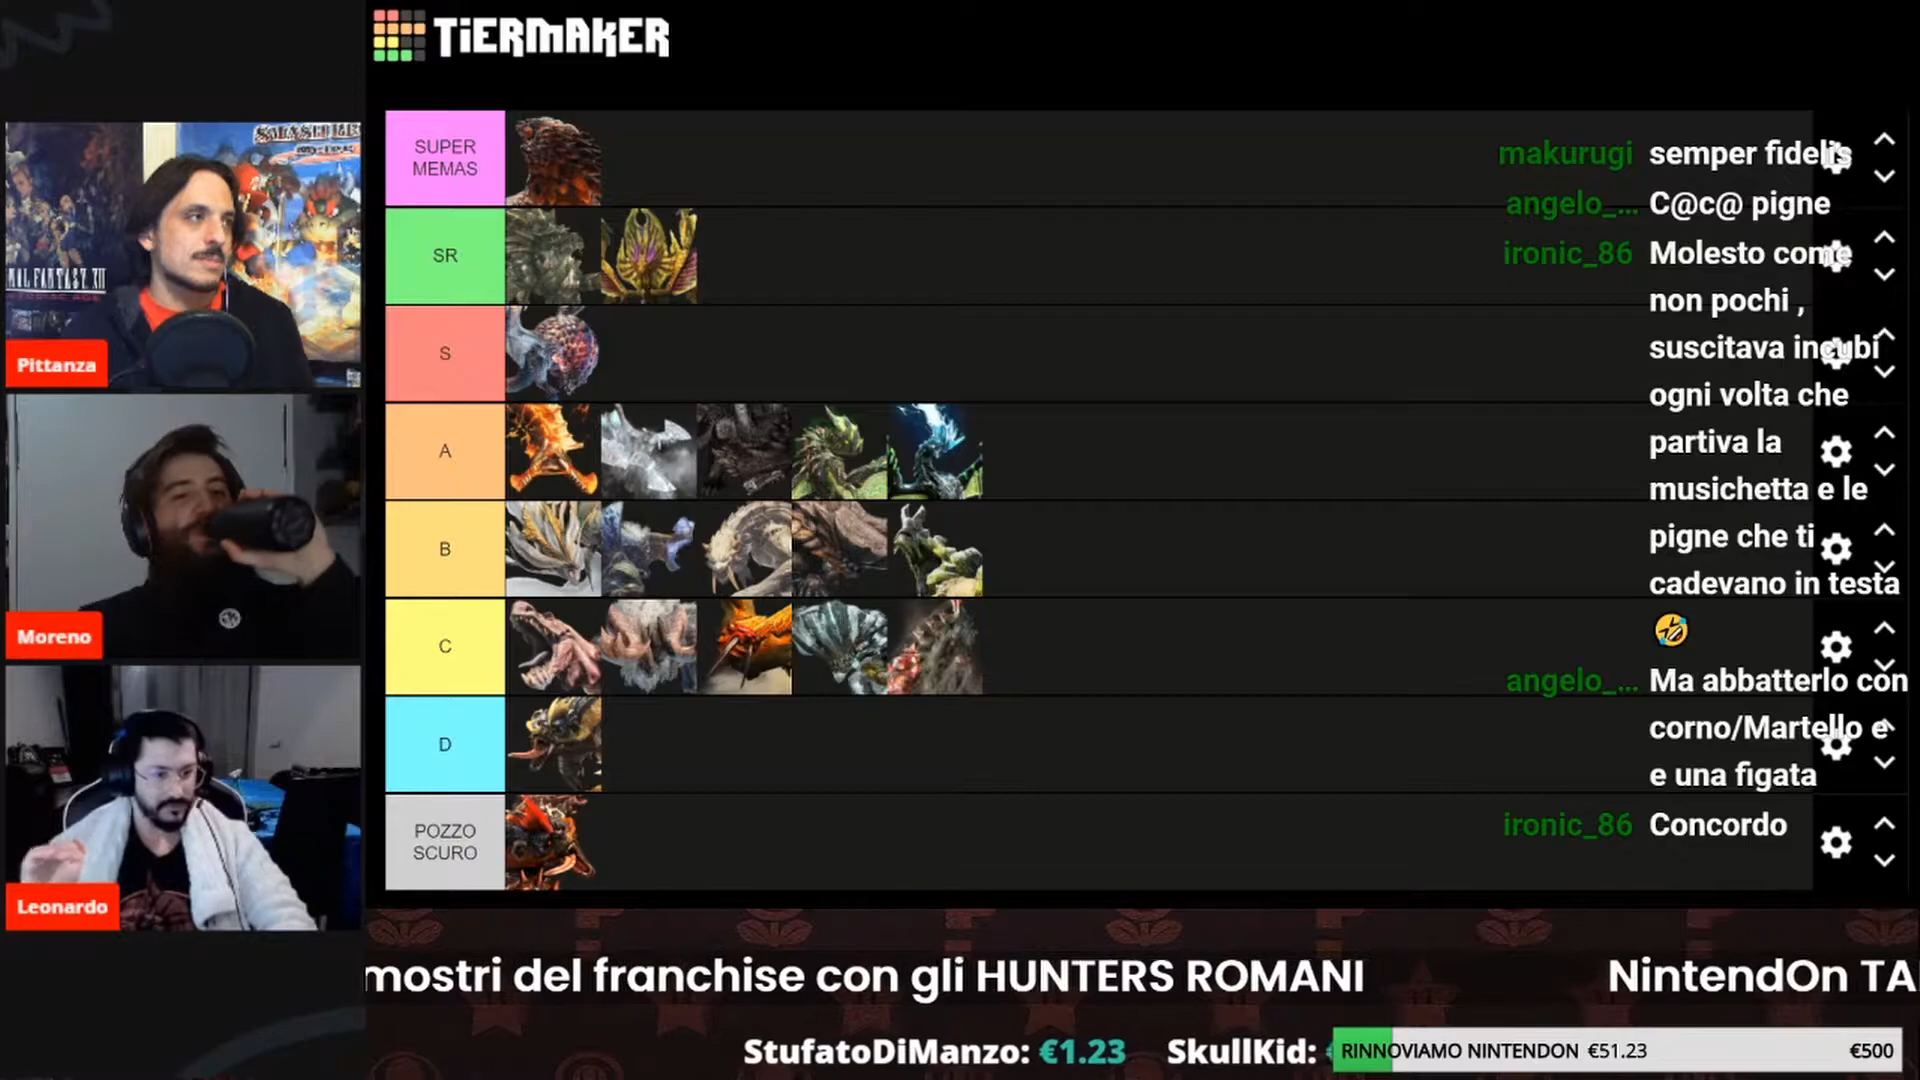 TiERMAKER
SUPER
MEMAS
SR
S
A
B
C
D
POZZO
SCURO
makurugi semper fidelis
angelo_... C@c@ pigne
ironic_86 Molesto come
non pochi ,
suscitava incubi
ogni volta che
partiva la
musichetta e le
pigne che ti
cadevano in testa
🤣
angelo_... Ma abbatterlo con
corno/Martello e
e una figata
ironic_86 Concordo
Pittanza
Moreno
Leonardo
mostri del franchise con gli HUNTERS ROMANI
NintendOn TA
StufatoDiManzo: €1.23 SkullKid:
RINNOVIAMO NINTENDON €51.23 €500